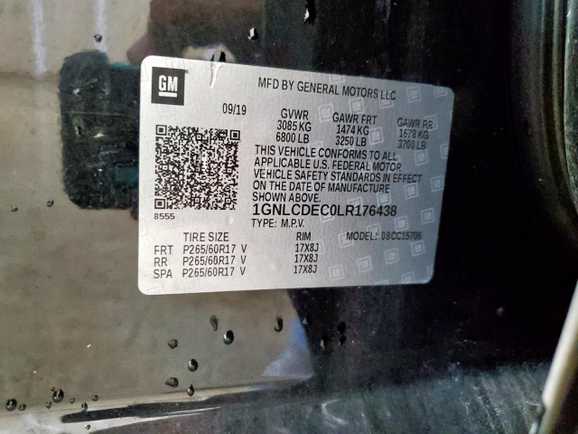 GM
MFD BY GENERAL MOTORS LLC
09/19
GVWR GAWR FRT GAWR RR
3085 KG 1474 KG 1678 KG
6800 LB 3250 LB 3700 LB
THIS VEHICLE CONFORMS TO ALL
APPLICABLE U.S. FEDERAL MOTOR
VEHICLE SAFETY STANDARDS IN EFFECT
ON THE DATE OF MANUFACTURE
SHOWN ABOVE.
1GNLCDEC0LR176438
8555
TYPE: M.P.V. MODEL: 08CC15706
TIRE SIZE RIM
FRT P265/60R17 V 17X8J
RR P265/60R17 V 17X8J
SPA P265/60R17 V 17X8J